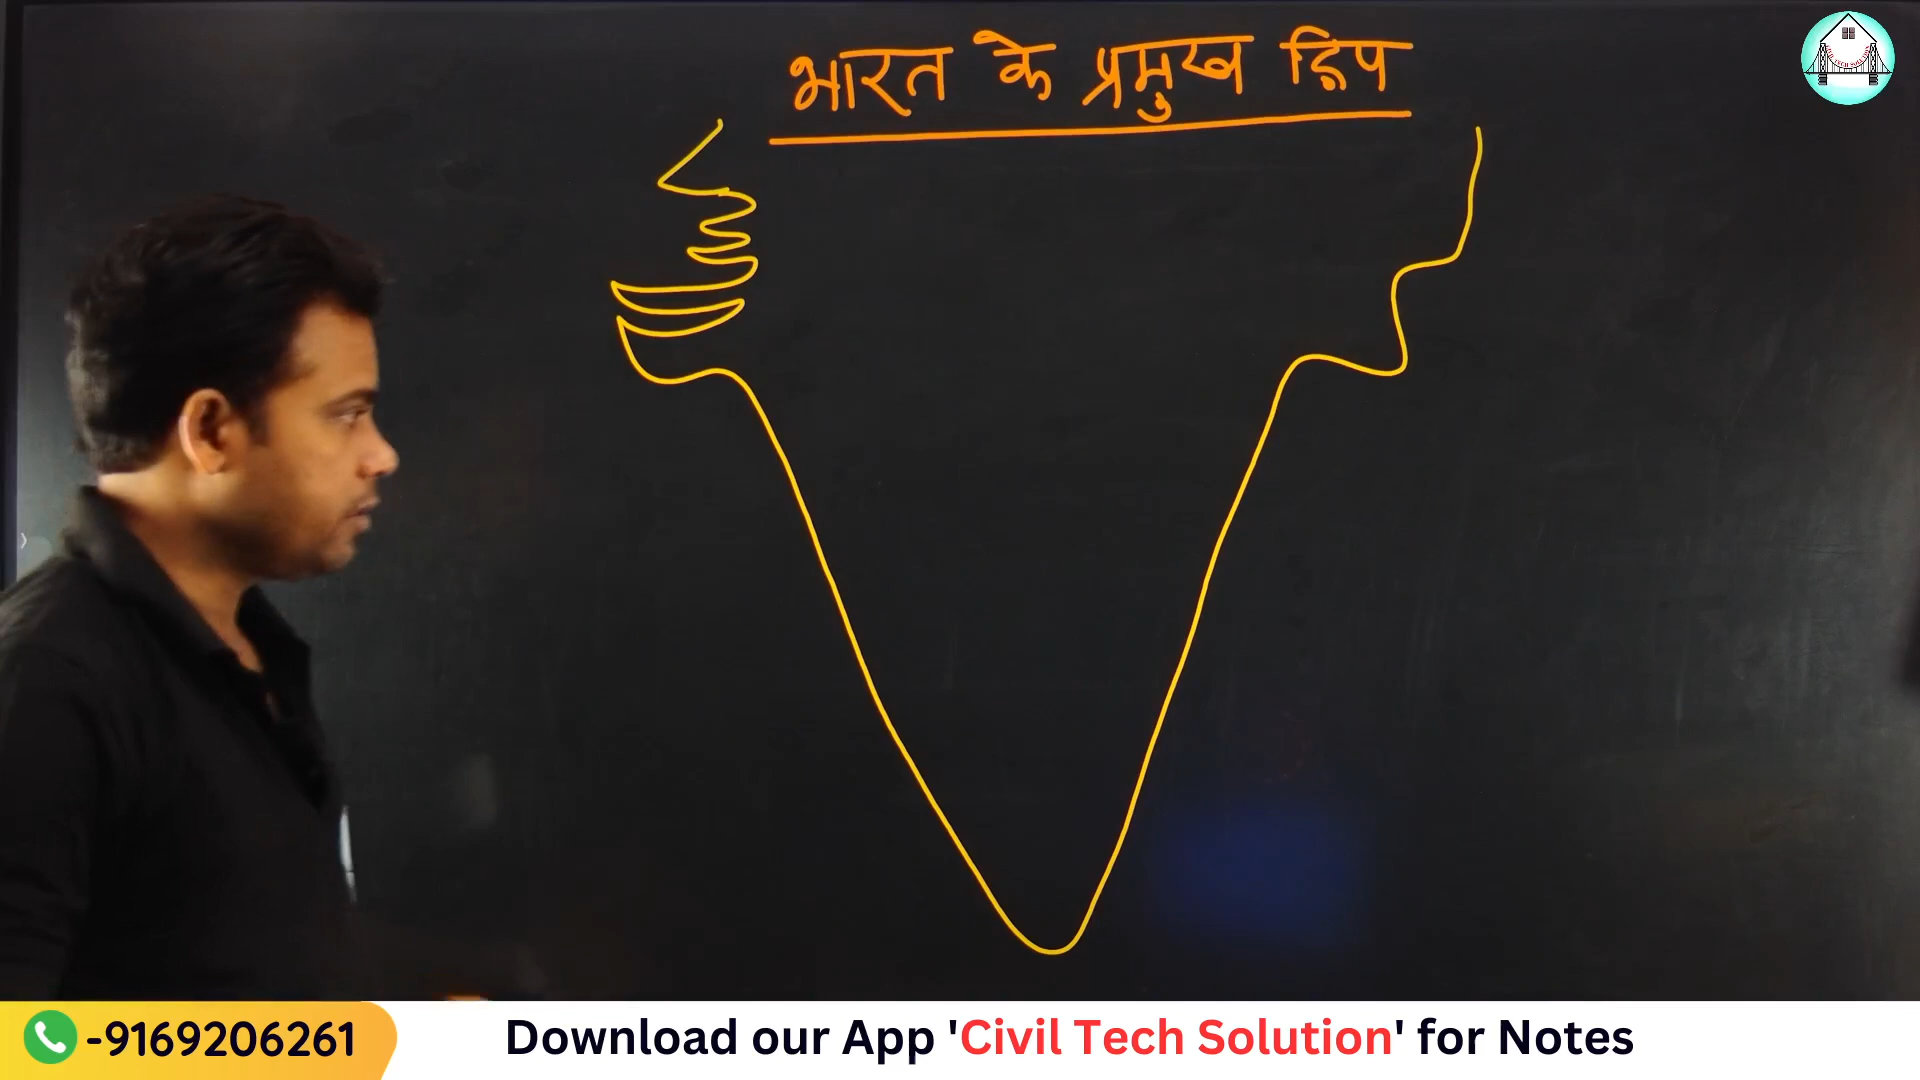 भारत के प्रमुख द्विप
-9169206261
Download our App 'Civil Tech Solution' for Notes